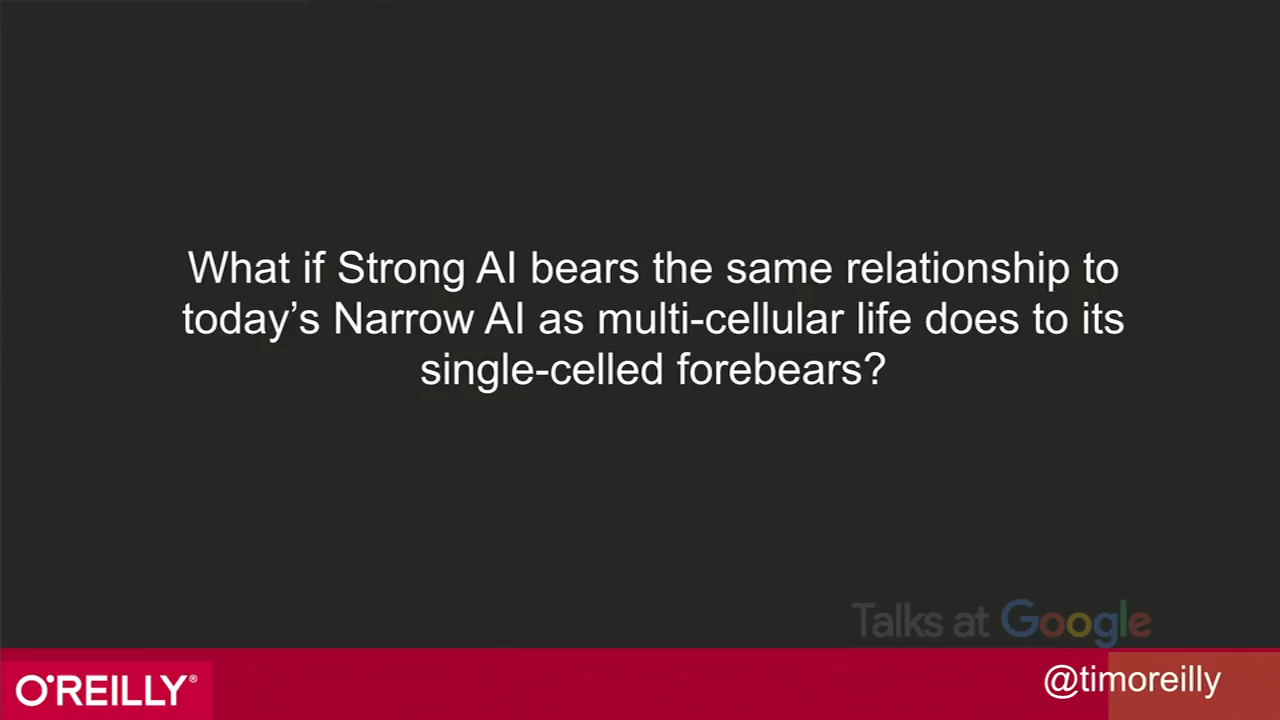 What if Strong AI bears the same relationship to
today’s Narrow AI as multi-cellular life does to its
single-celled forebears?
Talks at Google
O'REILLY®
@timoreilly